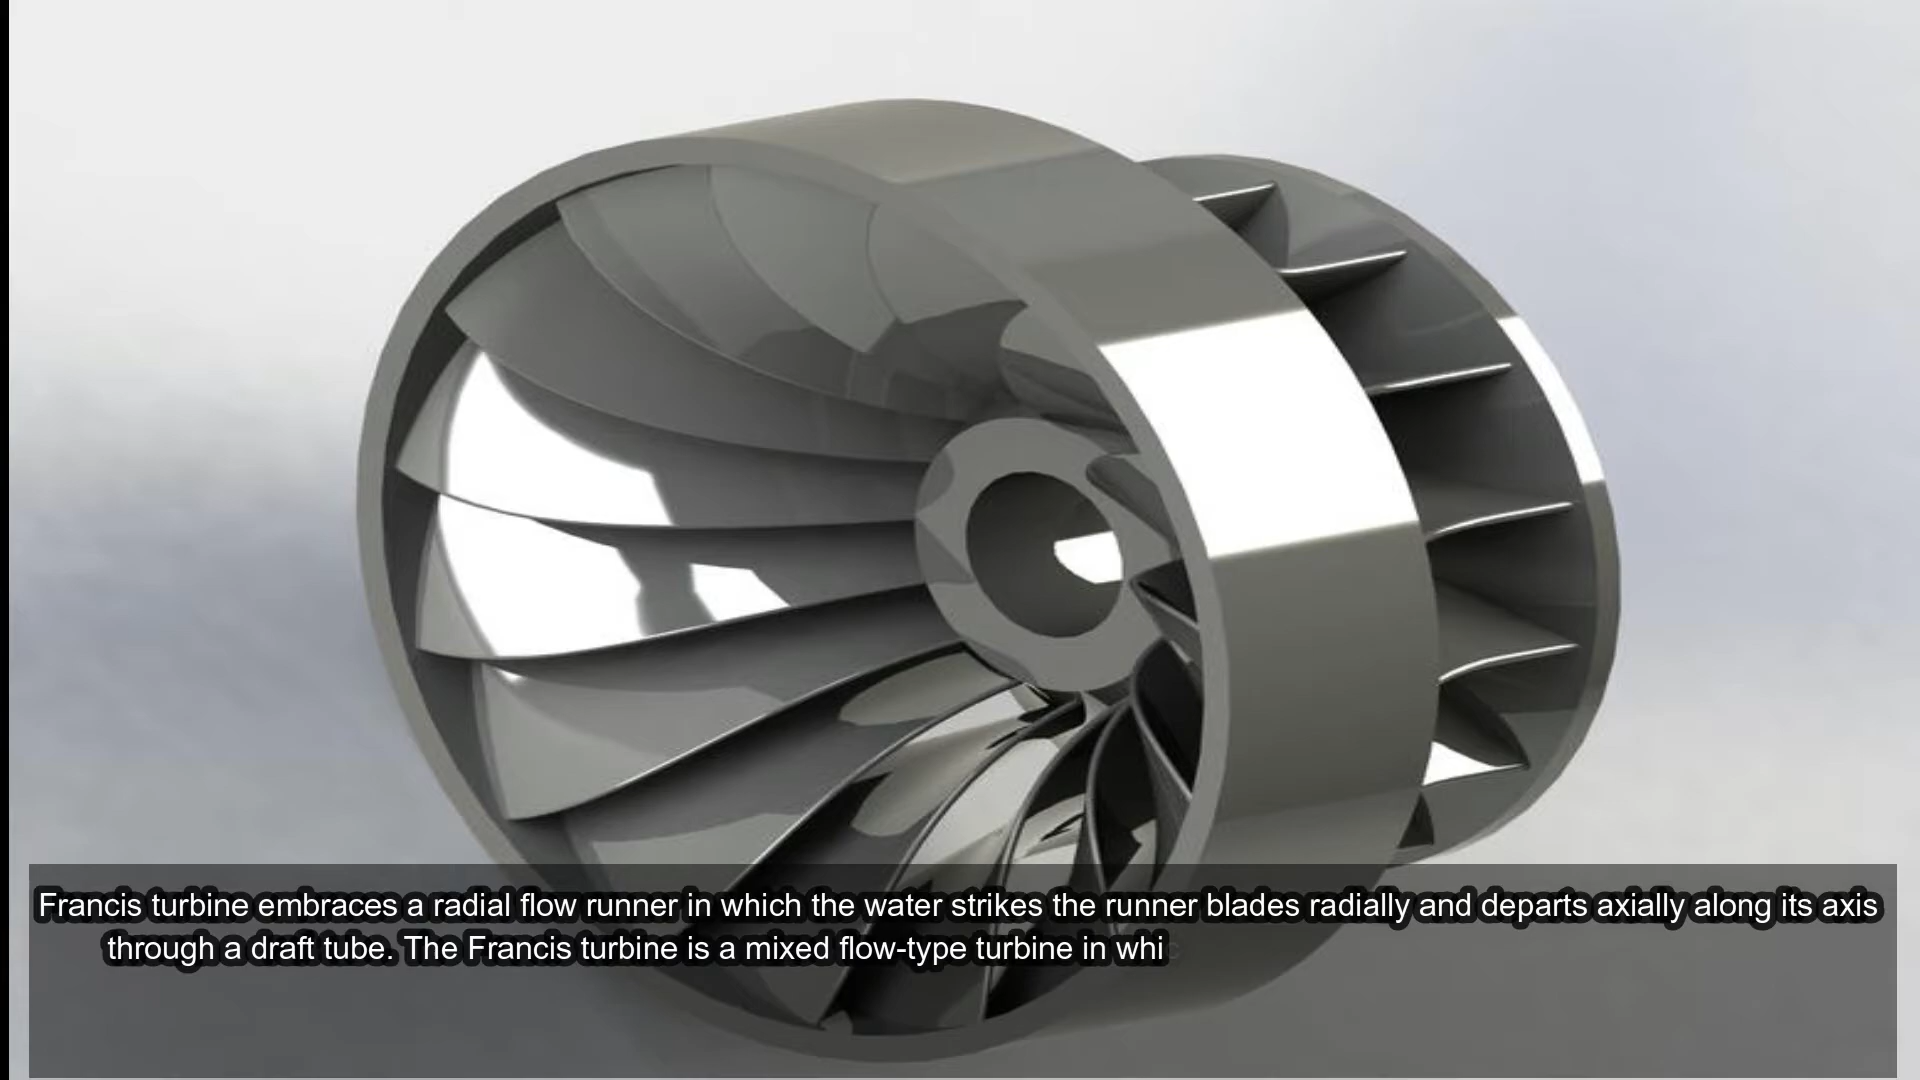 Francis turbine embraces a radial flow runner in which the water strikes the runner blades radially and departs axially along its axis
through a draft tube. The Francis turbine is a mixed flow-type turbine in whi